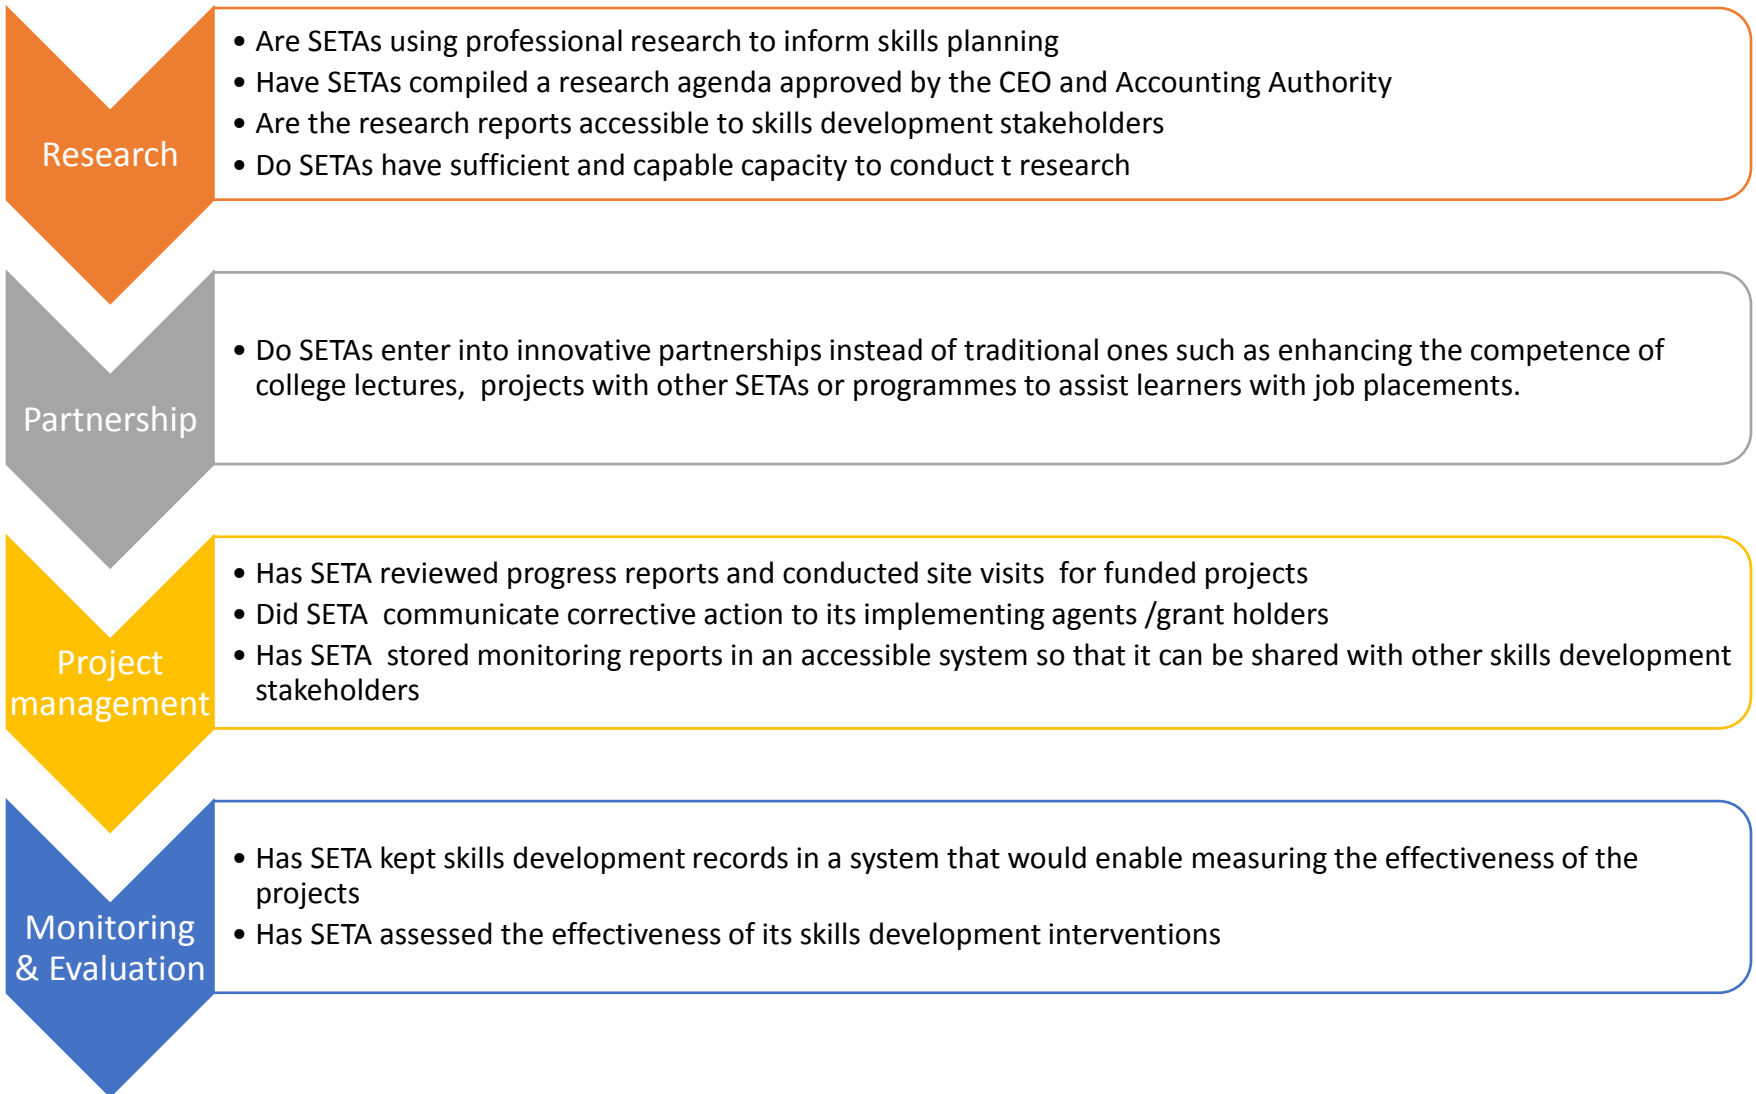 Research
• Are SETAs using professional research to inform skills planning
• Have SETAs compiled a research agenda approved by the CEO and Accounting Authority
• Are the research reports accessible to skills development stakeholders
• Do SETAs have sufficient and capable capacity to conduct t research
Partnership
• Do SETAs enter into innovative partnerships instead of traditional ones such as enhancing the competence of
college lectures,  projects with other SETAs or programmes to assist learners with job placements.
Project
management
• Has SETA reviewed progress reports and conducted site visits  for funded projects
• Did SETA  communicate corrective action to its implementing agents /grant holders
• Has SETA  stored monitoring reports in an accessible system so that it can be shared with other skills development
stakeholders
Monitoring
& Evaluation
• Has SETA kept skills development records in a system that would enable measuring the effectiveness of the
projects
• Has SETA assessed the effectiveness of its skills development interventions